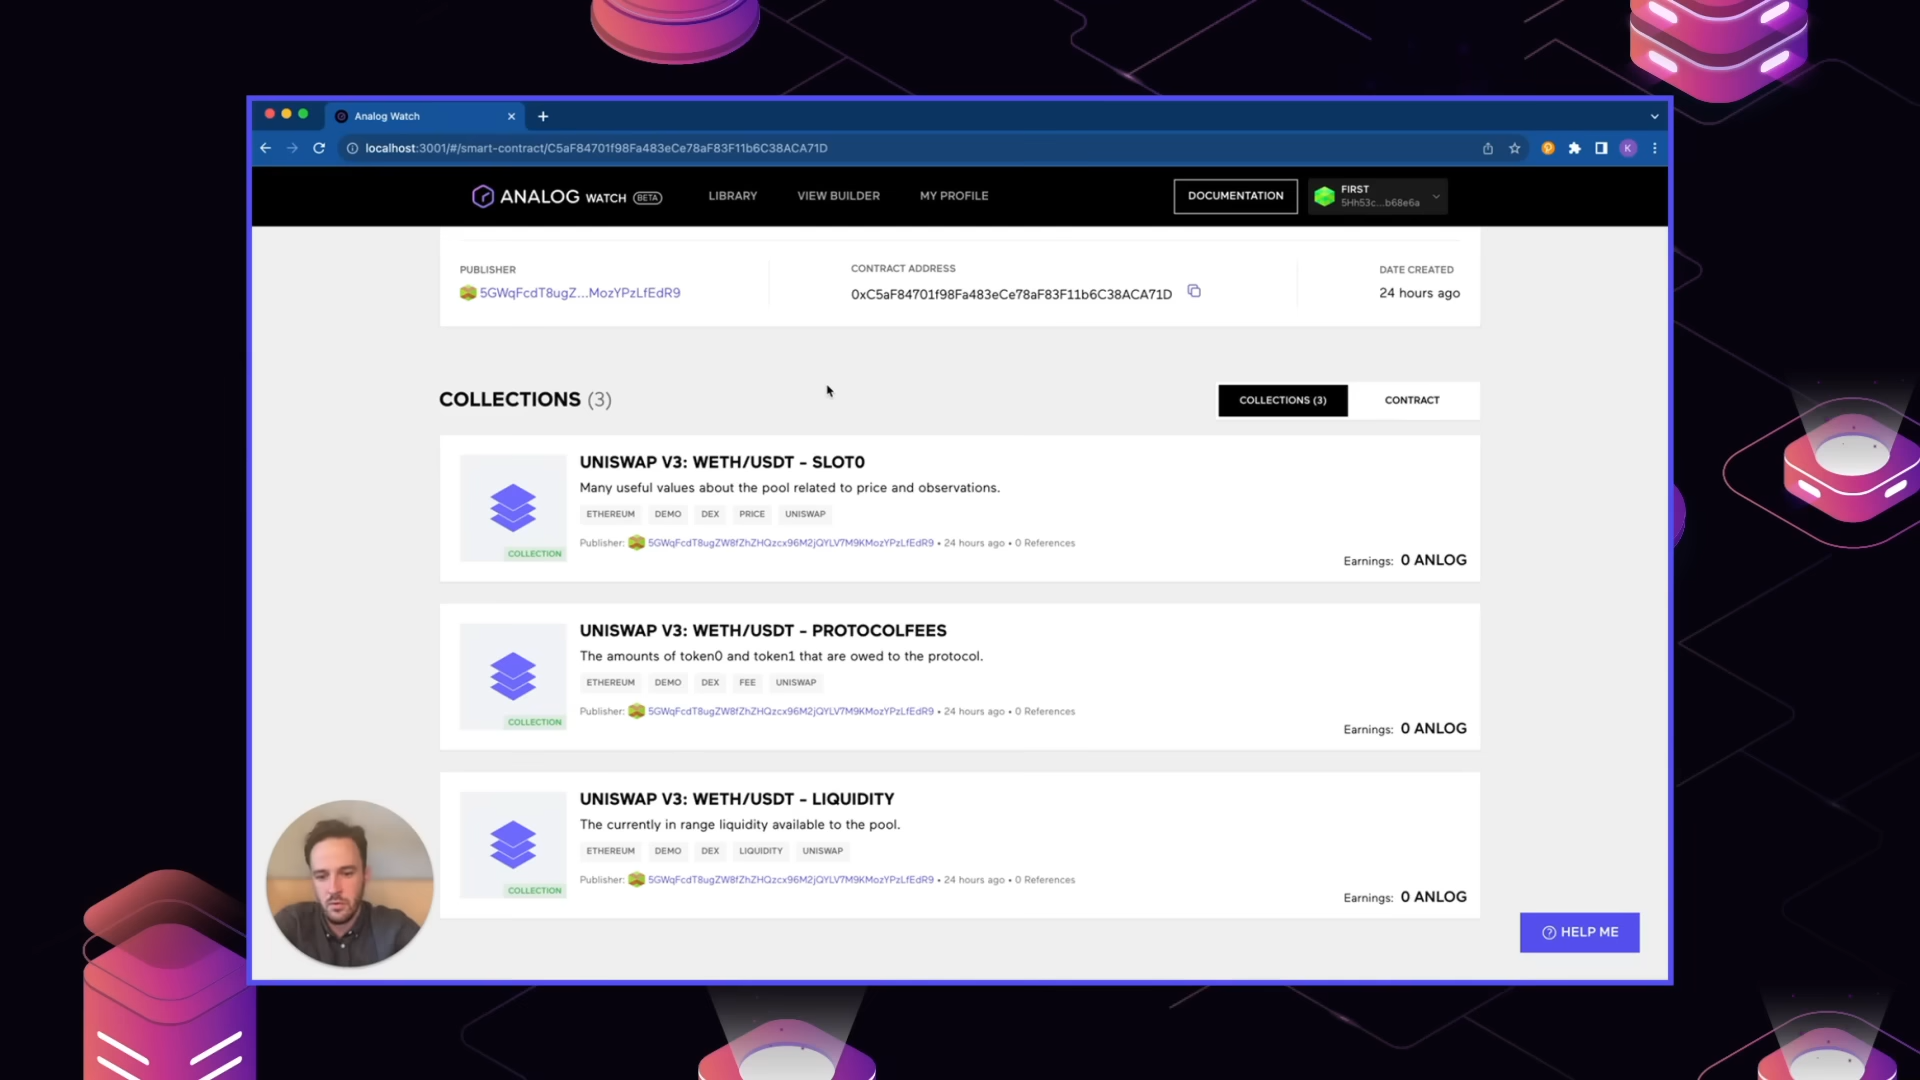 Analog Watch
localhost:3001/#/smart-contract/C5aF84701f98Fa483eCe78aF83F11b6C38ACA71D
K
ANALOG WATCH BETA
LIBRARY
VIEW BUILDER
MY PROFILE
DOCUMENTATION
FIRST
5Hh53c...b68e6a
PUBLISHER
5GWqFcdT8ugZ...MozYPzLfEdR9
CONTRACT ADDRESS
0xC5aF84701f98Fa483eCe78aF83F11b6C38ACA71D
DATE CREATED
24 hours ago
COLLECTIONS (3)
COLLECTIONS (3)
CONTRACT
UNISWAP V3: WETH/USDT - SLOT0
Many useful values about the pool related to price and observations.
ETHEREUM DEMO DEX PRICE UNISWAP
COLLECTION
Publisher: 5GWqFcdT8ugZW8fZhZHQzcx96M2jQYLV7M9KMozYPzLfEdR9 • 24 hours ago • 0 References
Earnings: 0 ANLOG
UNISWAP V3: WETH/USDT - PROTOCOLFEES
The amounts of token0 and token1 that are owed to the protocol.
ETHEREUM DEMO DEX FEE UNISWAP
COLLECTION
Publisher: 5GWqFcdT8ugZW8fZhZHQzcx96M2jQYLV7M9KMozYPzLfEdR9 • 24 hours ago • 0 References
Earnings: 0 ANLOG
UNISWAP V3: WETH/USDT - LIQUIDITY
The currently in range liquidity available to the pool.
ETHEREUM DEMO DEX LIQUIDITY UNISWAP
COLLECTION
Publisher: 5GWqFcdT8ugZW8fZhZHQzcx96M2jQYLV7M9KMozYPzLfEdR9 • 24 hours ago • 0 References
Earnings: 0 ANLOG
HELP ME